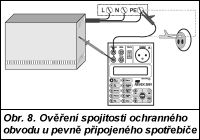 L N PE
Obr. 8. Ověření spojitosti ochranného
obvodu u pevně připojeného spotřebiče